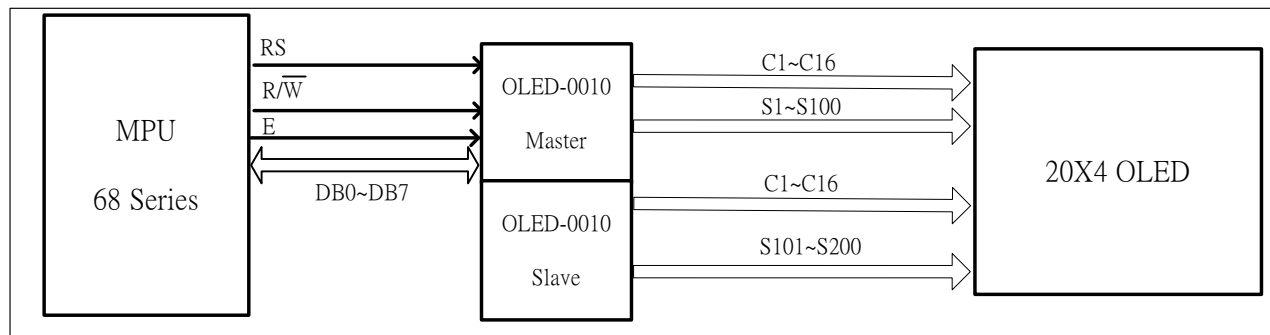 MPU
68 Series
RS
R/W̅
E
DB0~DB7
OLED-0010
Master
OLED-0010
Slave
C1~C16
S1~S100
C1~C16
S101~S200
20X4 OLED